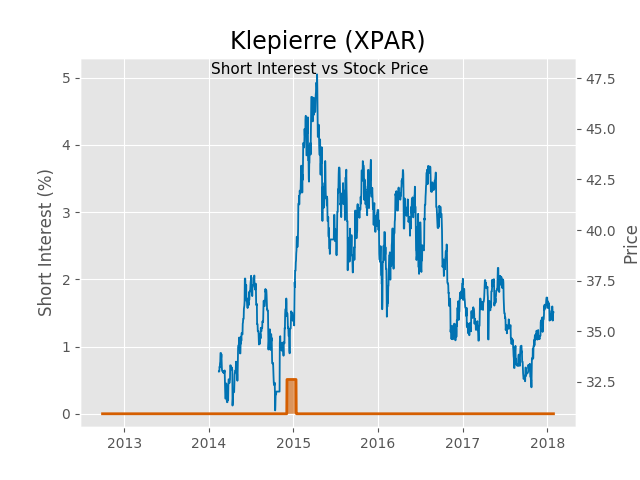 Klepierre (XPAR)
Short Interest vs Stock Price
5
4
3
2
1
0
Short Interest (%)
47.5
45.0
42.5
40.0
37.5
35.0
32.5
Price
2013 2014 2015 2016 2017 2018